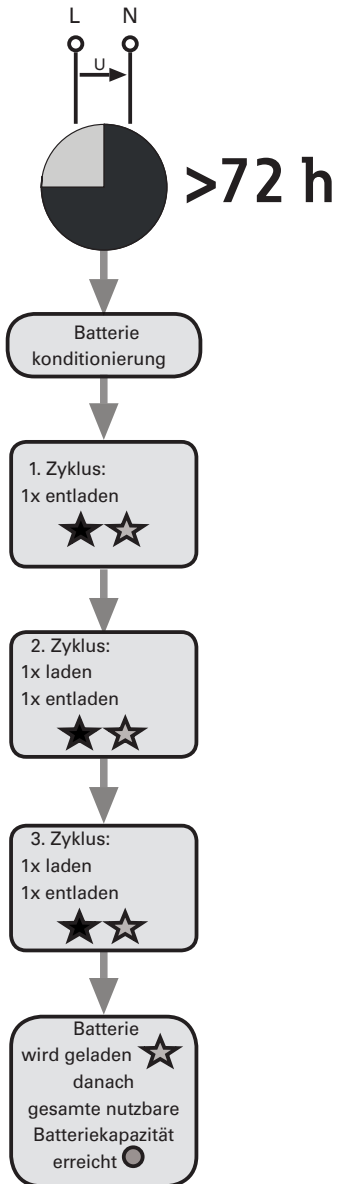 L N
U
>72 h
Batterie
konditionierung
1. Zyklus:
1x entladen
2. Zyklus:
1x laden
1x entladen
3. Zyklus:
1x laden
1x entladen
Batterie
wird geladen
danach
gesamte nutzbare
Batteriekapazität
erreicht